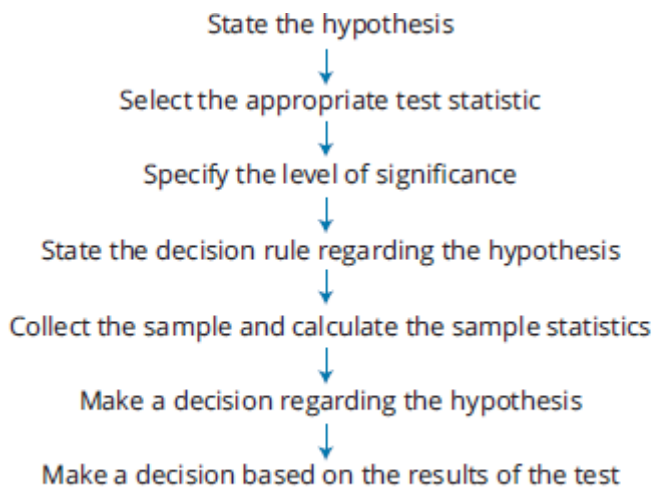 State the hypothesis
Select the appropriate test statistic
Specify the level of significance
State the decision rule regarding the hypothesis
Collect the sample and calculate the sample statistics
Make a decision regarding the hypothesis
Make a decision based on the results of the test